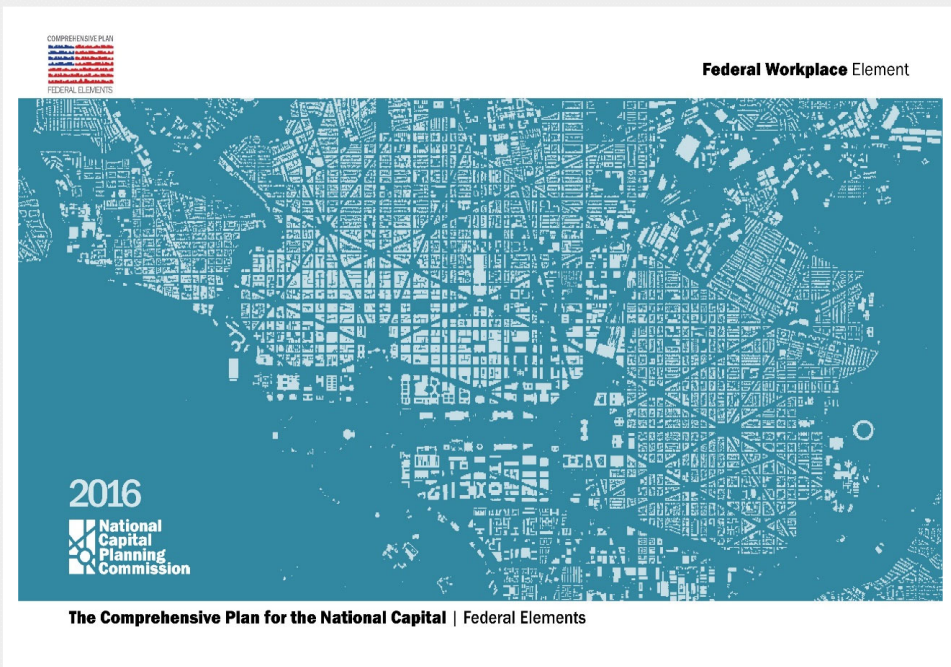 COMPREHENSIVE PLAN
FEDERAL ELEMENTS
Federal Workplace Element
2016
National
Capital
Planning
Commission
The Comprehensive Plan for the National Capital | Federal Elements